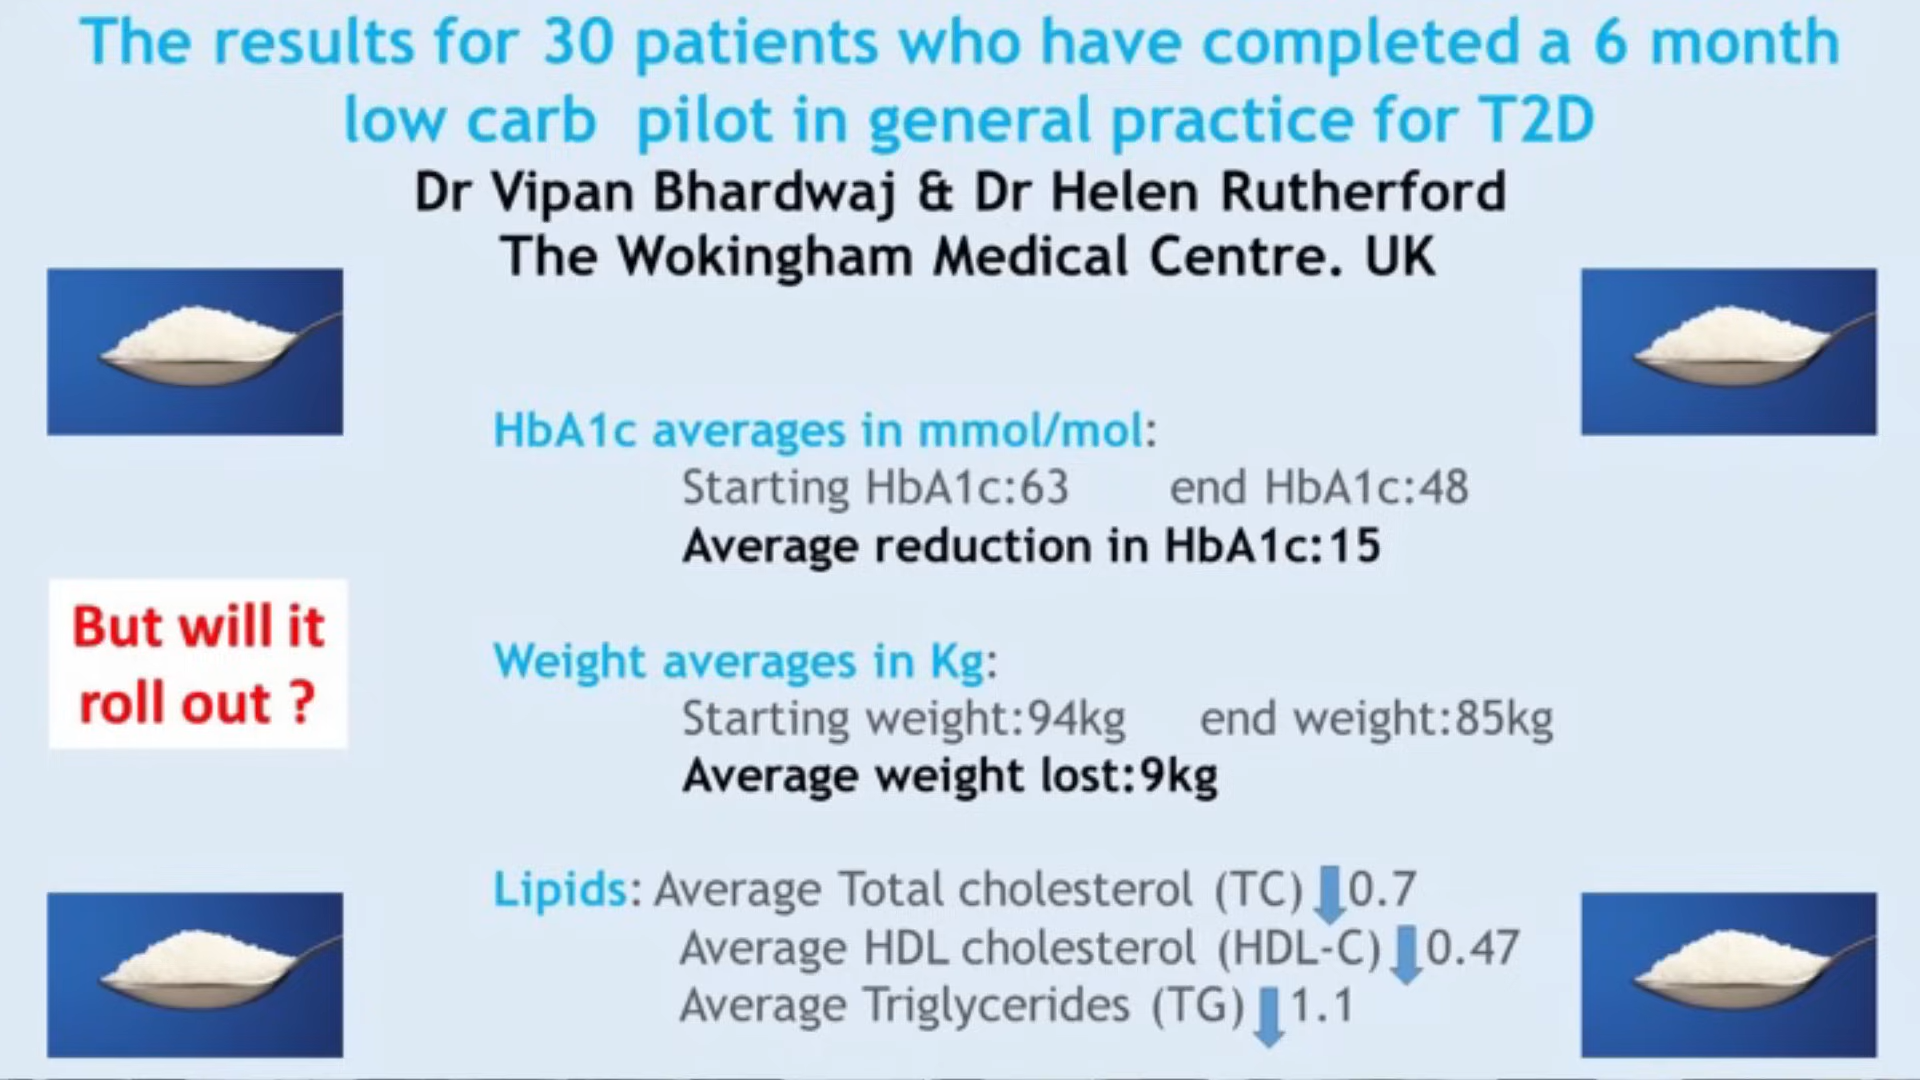 The results for 30 patients who have completed a 6 month
low carb pilot in general practice for T2D
Dr Vipan Bhardwaj & Dr Helen Rutherford
The Wokingham Medical Centre. UK
HbA1c averages in mmol/mol:
Starting HbA1c:63 end HbA1c:48
Average reduction in HbA1c:15
But will it
roll out ?
Weight averages in Kg:
Starting weight:94kg end weight:85kg
Average weight lost:9kg
Lipids: Average Total cholesterol (TC) ⬇0.7
Average HDL cholesterol (HDL-C) ⬇0.47
Average Triglycerides (TG) ⬇1.1